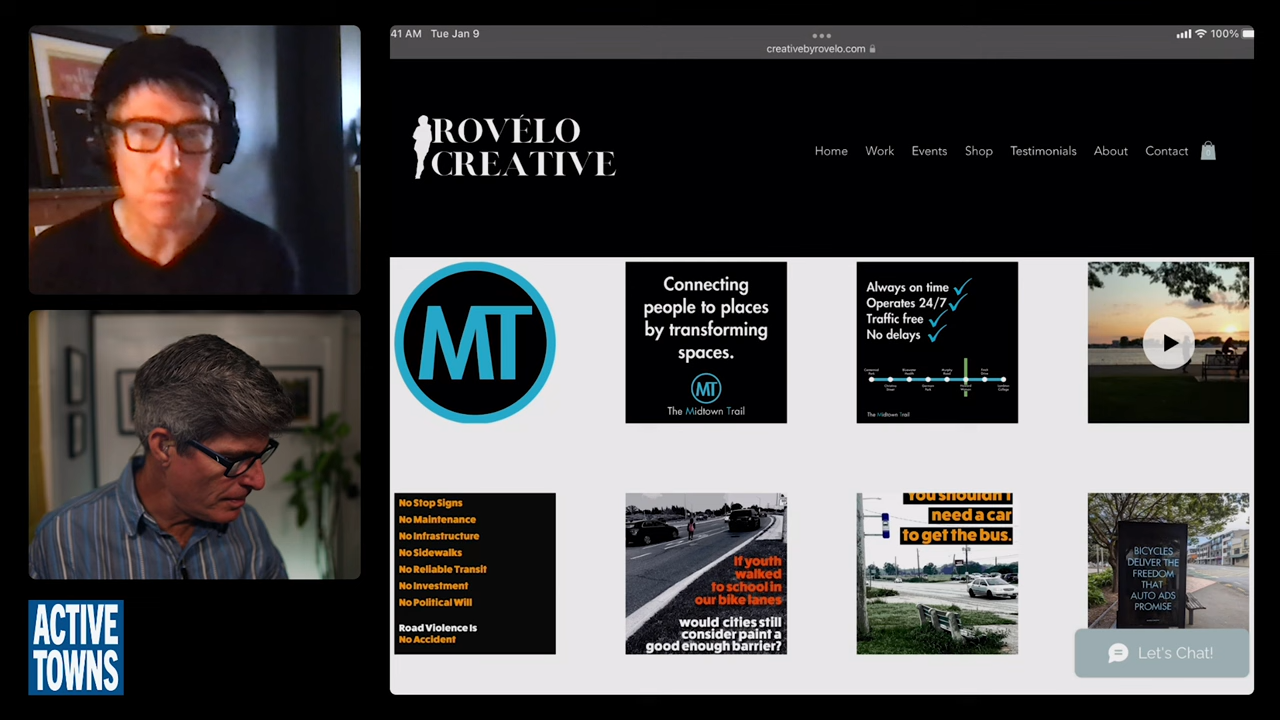 41 AM Tue Jan 9
creativebyrovelo.com
100%
ROVÉLO
CREATIVE
Home Work Events Shop Testimonials About Contact
MT
Connecting
people to places
by transforming
spaces.
MT
The Midtown Trail
Always on time
Operates 24/7
Traffic free
No delays
The Midtown Trail
No Stop Signs
No Maintenance
No Infrastructure
No Sidewalks
No Reliable Transit
No Investment
No Political Will
Road Violence Is
No Accident
If youth
walked
to school in
our bike lanes
would cities still
consider paint a
good enough barrier?
You shouldn't
need a car
to get the bus.
BICYCLES
DELIVER THE
FREEDOM
THAT
AUTO ADS
PROMISE
Let's Chat!
ACTIVE
TOWNS